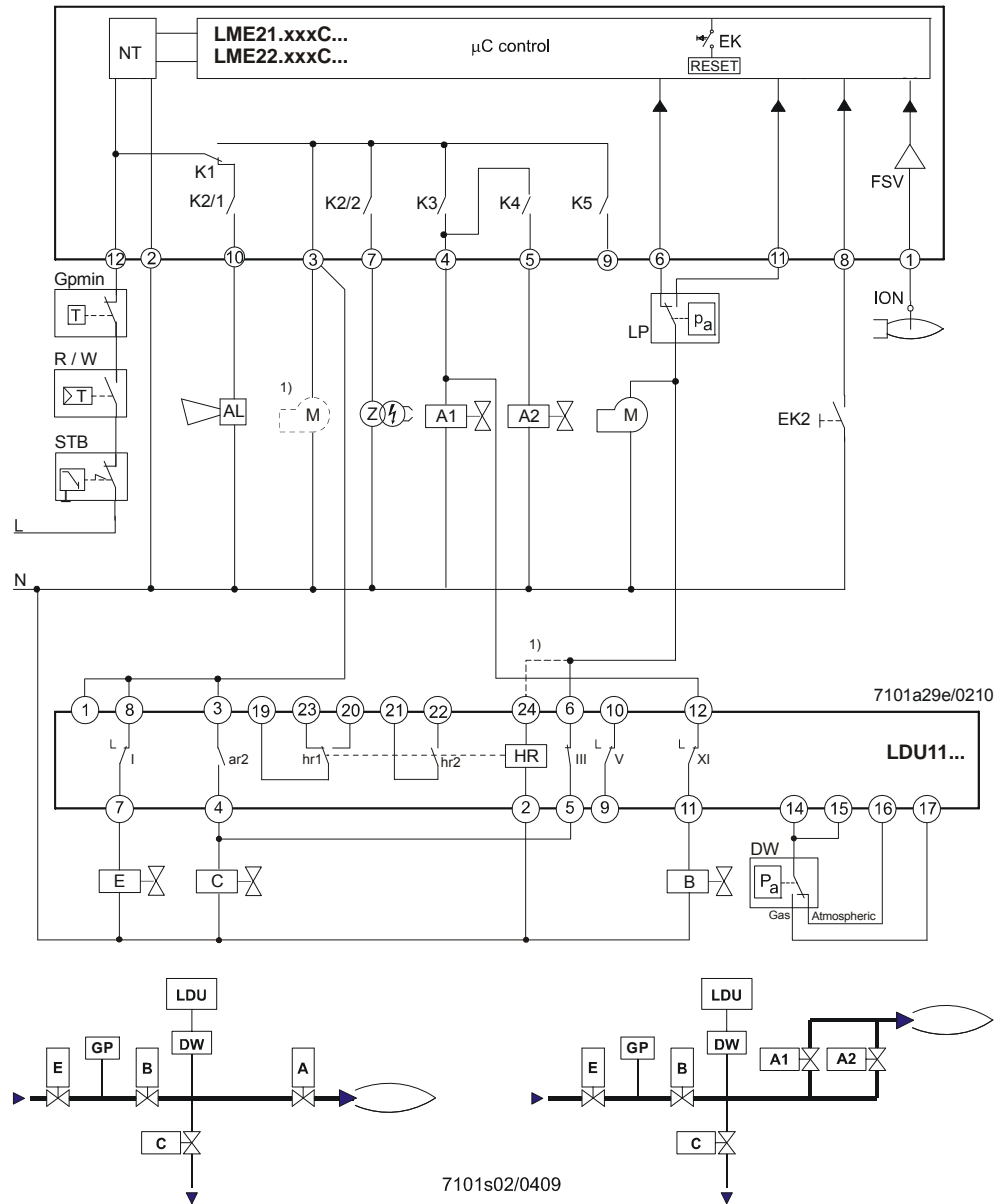 LME21.xxxC...
LME22.xxxC...
NT
µC control
EK
RESET
FSV
K1
K2/1
K2/2
K3
K4
K5
12 2 10 3 7 4 5 9 6 11 8 1
Gpmin
T
R / W
T
STB
L
N
AL
1)
M
Z
A1
A2
LP
pa
M
EK2
ION
1)
7101a29e/0210
1 8 3 19 23 20 21 22 24 6 10 12
LDU11...
L
I
ar2
hr1
hr2
HR
III
L
V
L
XI
7 4 2 5 9 11 14 15 16 17
E
C
B
DW
Pa
Gas
Atmospheric
LDU
DW
GP
E
B
A
C
LDU
DW
GP
E
B
A1
A2
C
7101s02/0409